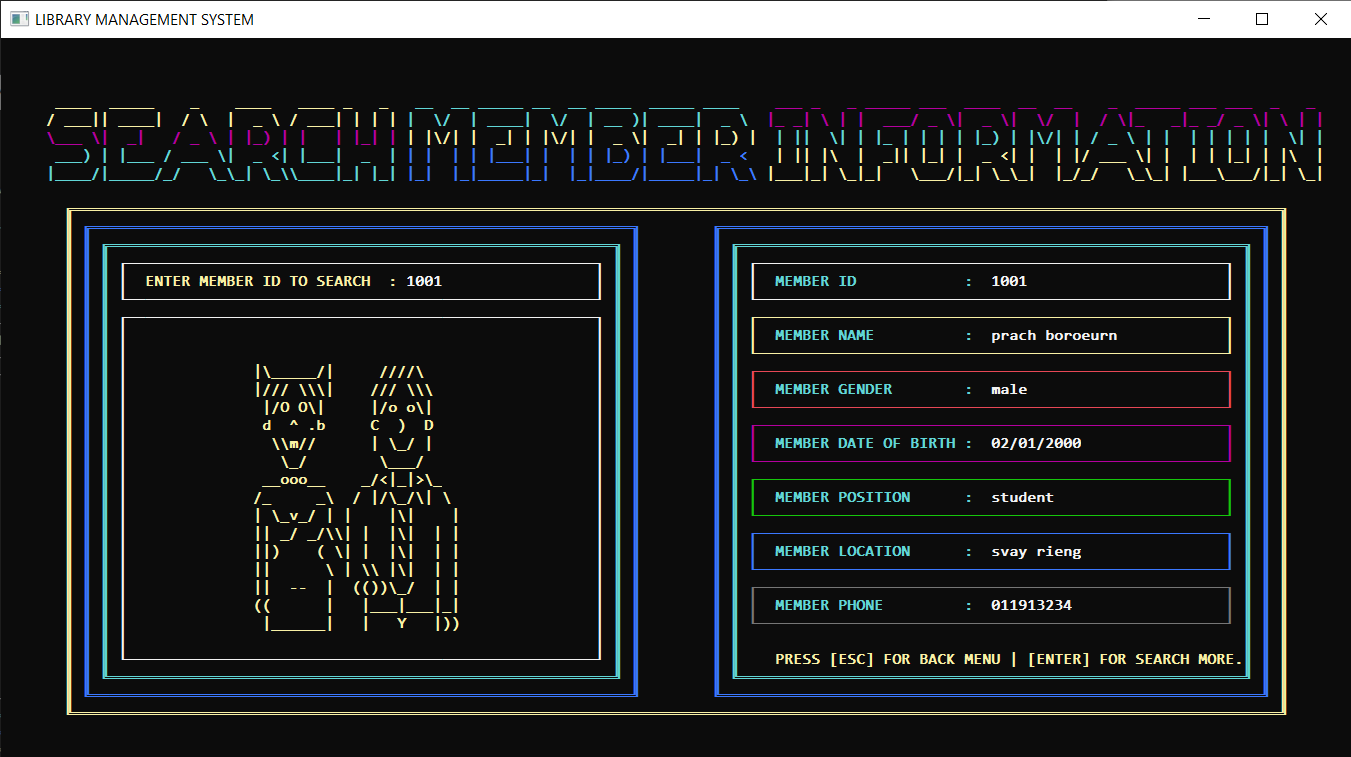 LIBRARY MANAGEMENT SYSTEM
SEARCH MEMBER INFORMATION
ENTER MEMBER ID TO SEARCH : 1001
MEMBER ID : 1001
MEMBER NAME : prach boroeurn
MEMBER GENDER : male
MEMBER DATE OF BIRTH : 02/01/2000
MEMBER POSITION : student
MEMBER LOCATION : svay rieng
MEMBER PHONE : 011913234
PRESS [ESC] FOR BACK MENU | [ENTER] FOR SEARCH MORE.